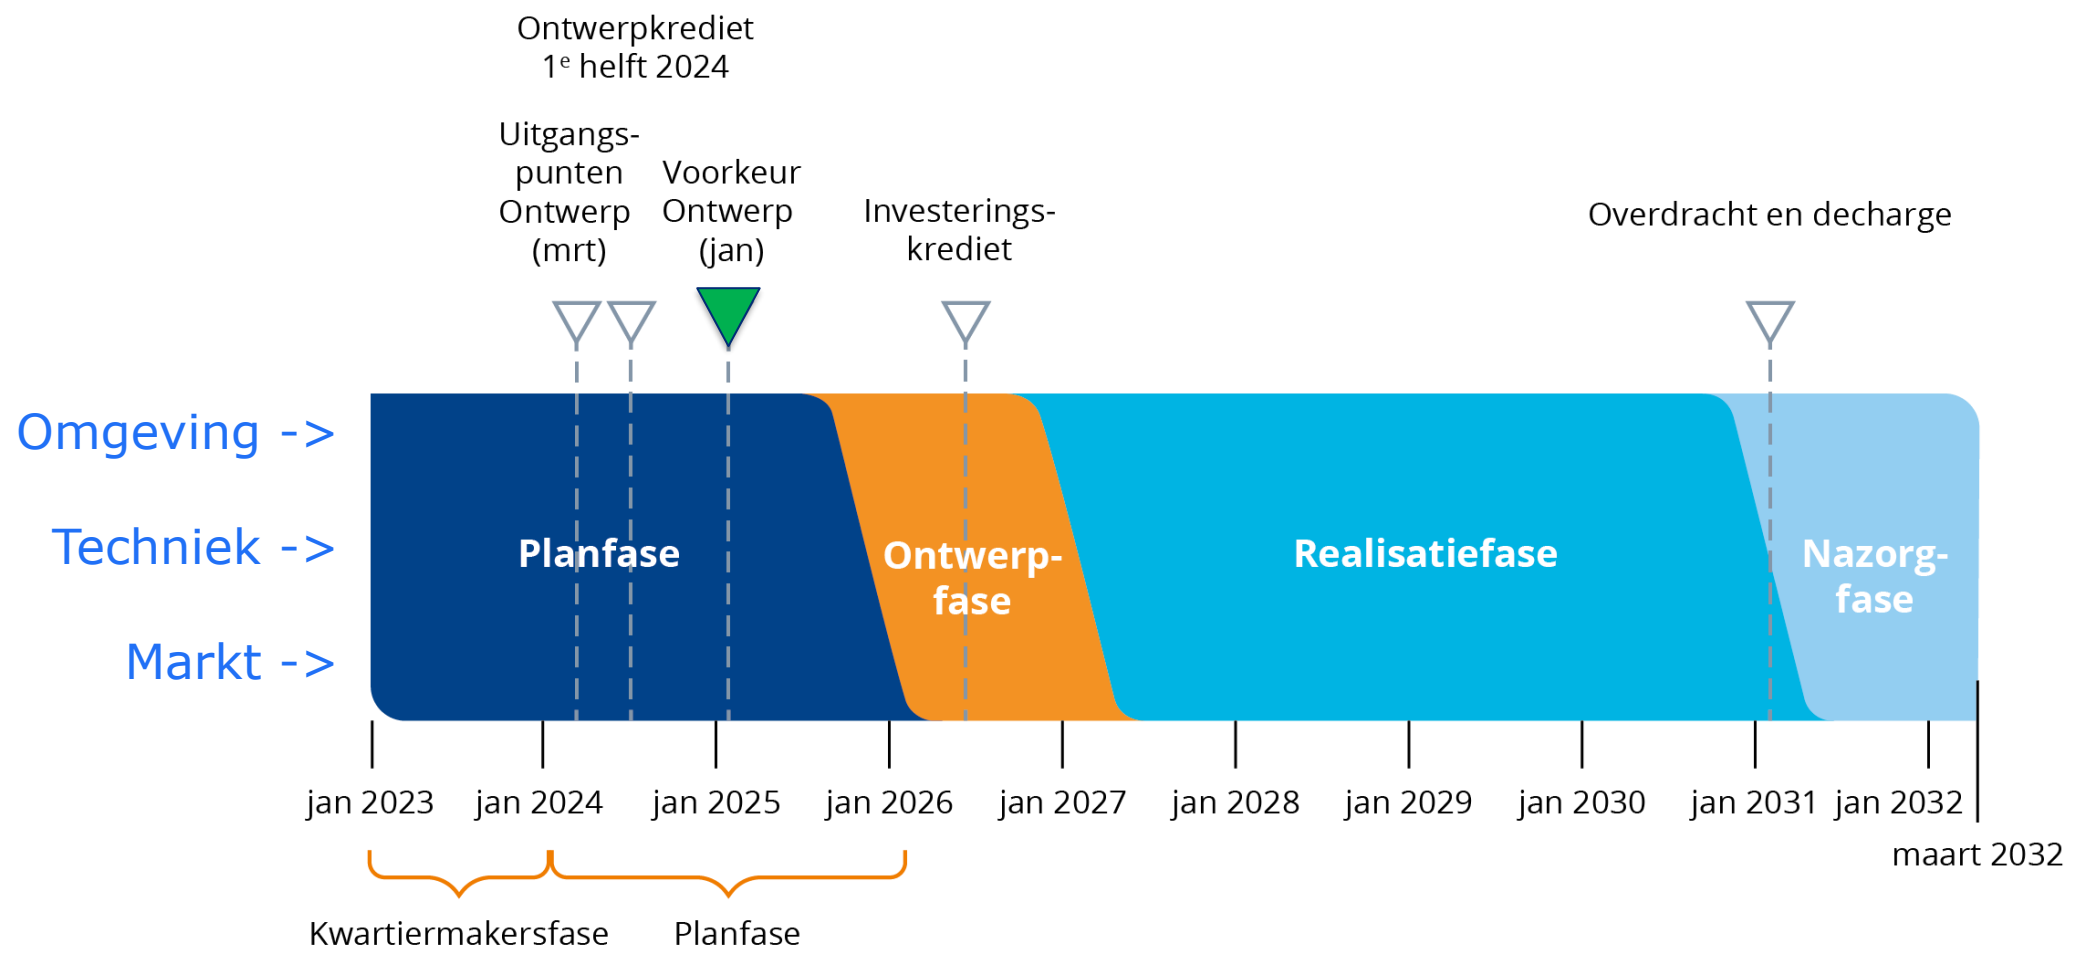 Ontwerpkrediet
1e helft 2024
Uitgangs-
punten
Ontwerp
(mrt)
Voorkeur
Ontwerp
(jan)
Investerings-
krediet
Overdracht en decharge
Omgeving ->
Techniek ->
Markt ->
Planfase
Ontwerp-
fase
Realisatiefase
Nazorg-
fase
jan 2023
jan 2024
jan 2025
jan 2026
jan 2027
jan 2028
jan 2029
jan 2030
jan 2031
jan 2032
maart 2032
Kwartiermakersfase
Planfase